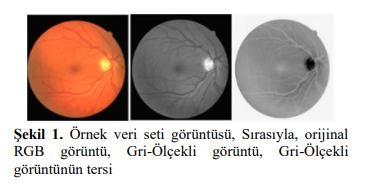 Şekil 1. Örnek veri seti görüntüsü, Sırasıyla, orijinal
RGB görüntü, Gri-Ölçekli görüntü, Gri-Ölçekli
görüntünün tersi